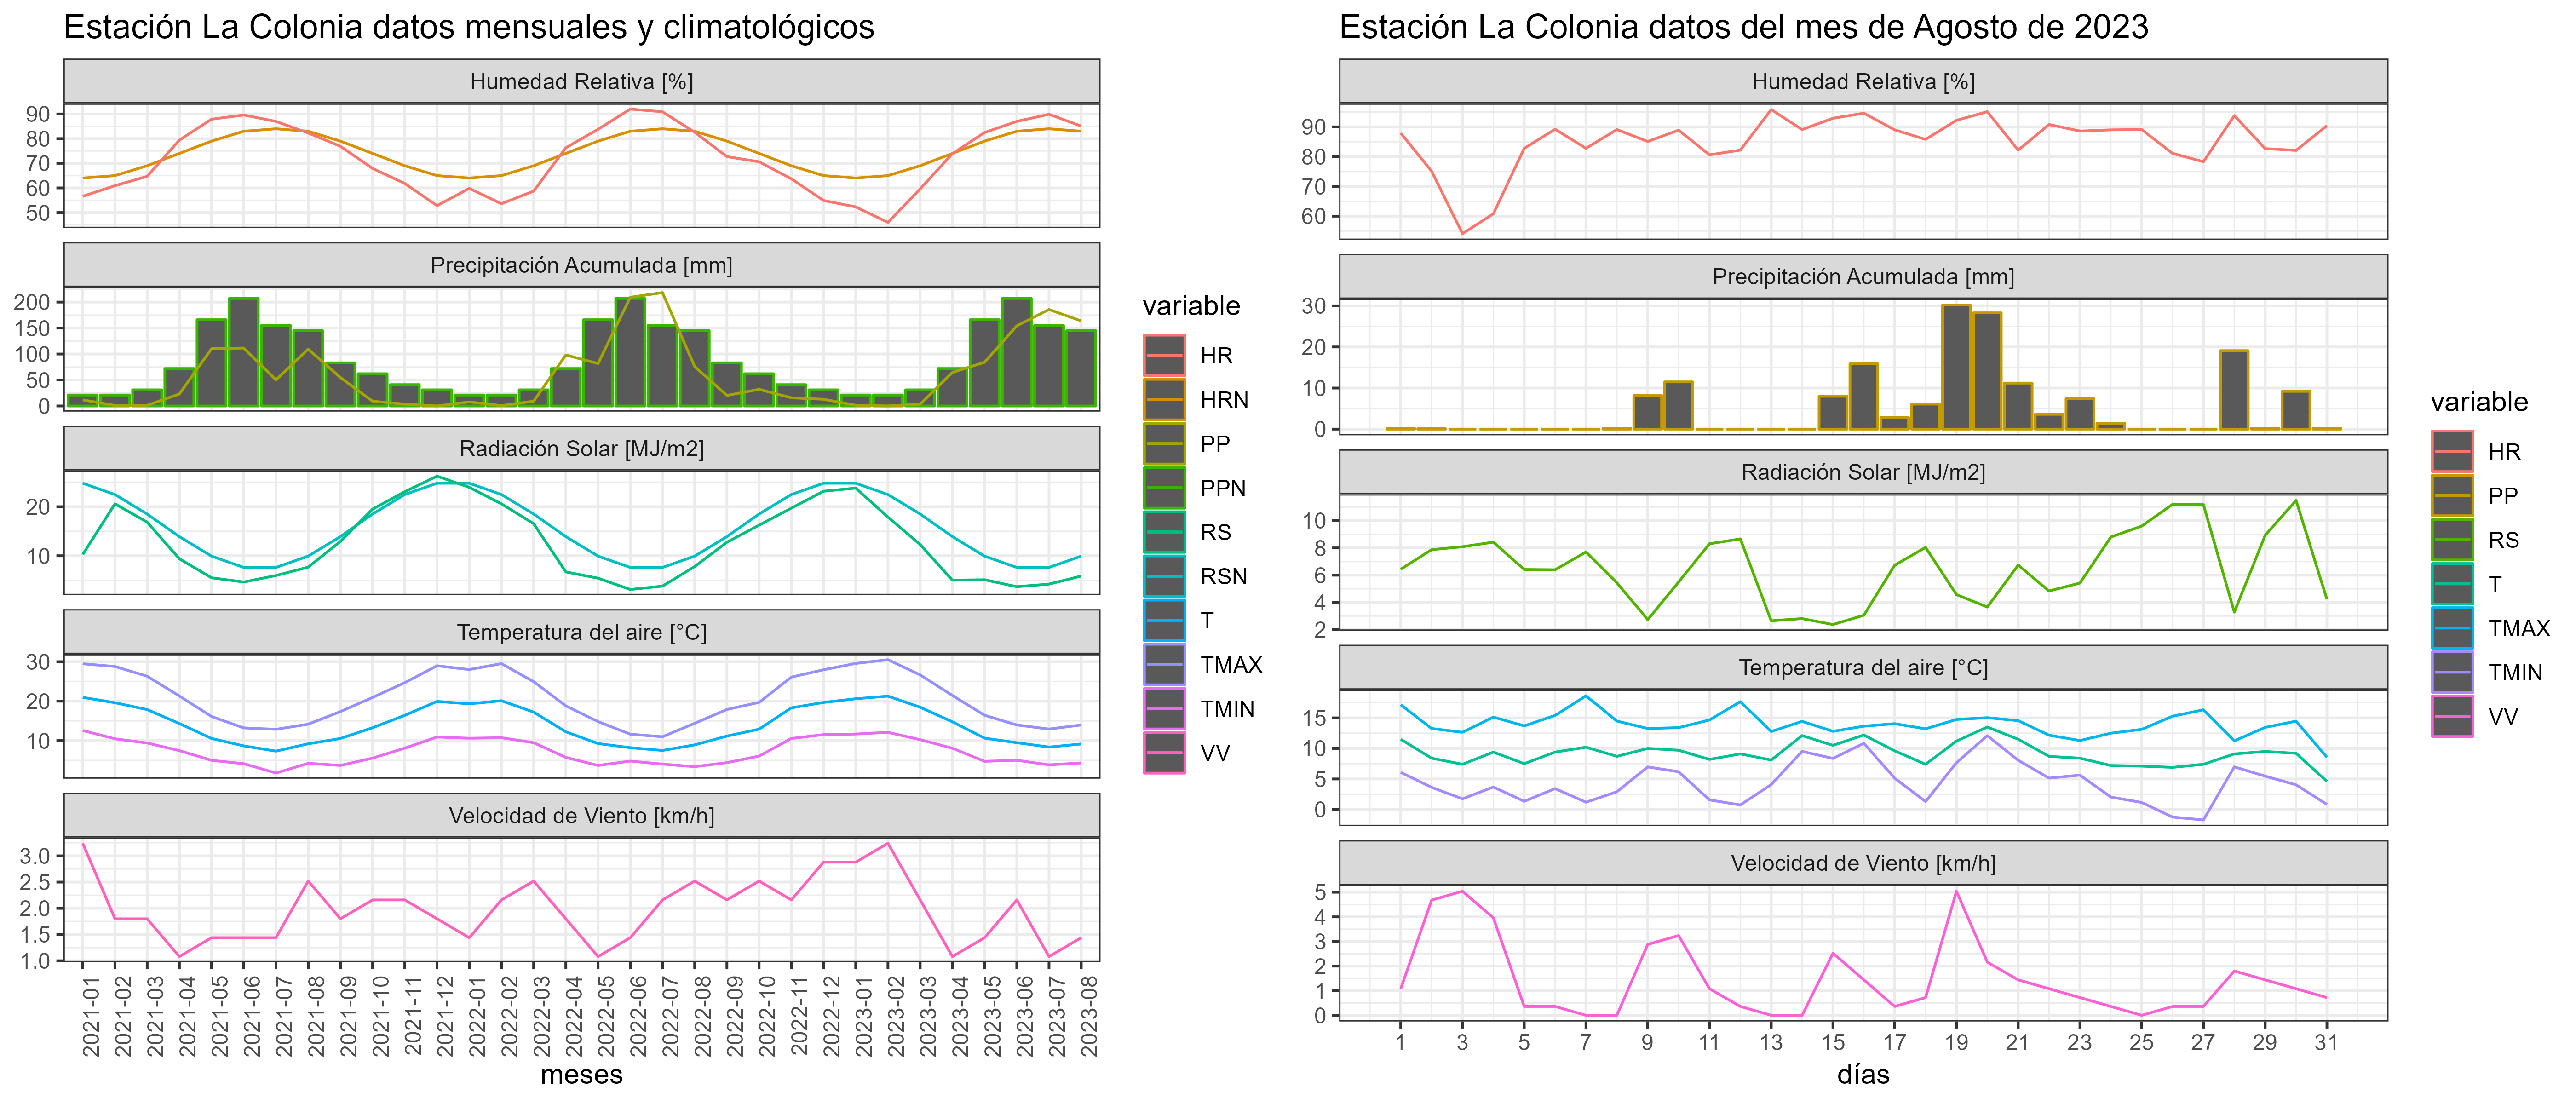 Estación La Colonia datos mensuales y climatológicos
Humedad Relativa [%]
90
80
70
60
50
Precipitación Acumulada [mm]
200
150
100
50
0
Radiación Solar [MJ/m2]
20
10
Temperatura del aire [°C]
30
20
10
Velocidad de Viento [km/h]
3.0
2.5
2.0
1.5
1.0
2021-01
2021-02
2021-03
2021-04
2021-05
2021-06
2021-07
2021-08
2021-09
2021-10
2021-11
2021-12
2022-01
2022-02
2022-03
2022-04
2022-05
2022-06
2022-07
2022-08
2022-09
2022-10
2022-11
2022-12
2023-01
2023-02
2023-03
2023-04
2023-05
2023-06
2023-07
2023-08
meses
variable
HR
HRN
PP
PPN
RS
RSN
T
TMAX
TMIN
VV
Estación La Colonia datos del mes de Agosto de 2023
Humedad Relativa [%]
90
80
70
60
Precipitación Acumulada [mm]
30
20
10
0
Radiación Solar [MJ/m2]
10
8
6
4
2
Temperatura del aire [°C]
15
10
5
0
Velocidad de Viento [km/h]
5
4
3
2
1
0
1 3 5 7 9 11 13 15 17 19 21 23 25 27 29 31
días
variable
HR
PP
RS
T
TMAX
TMIN
VV